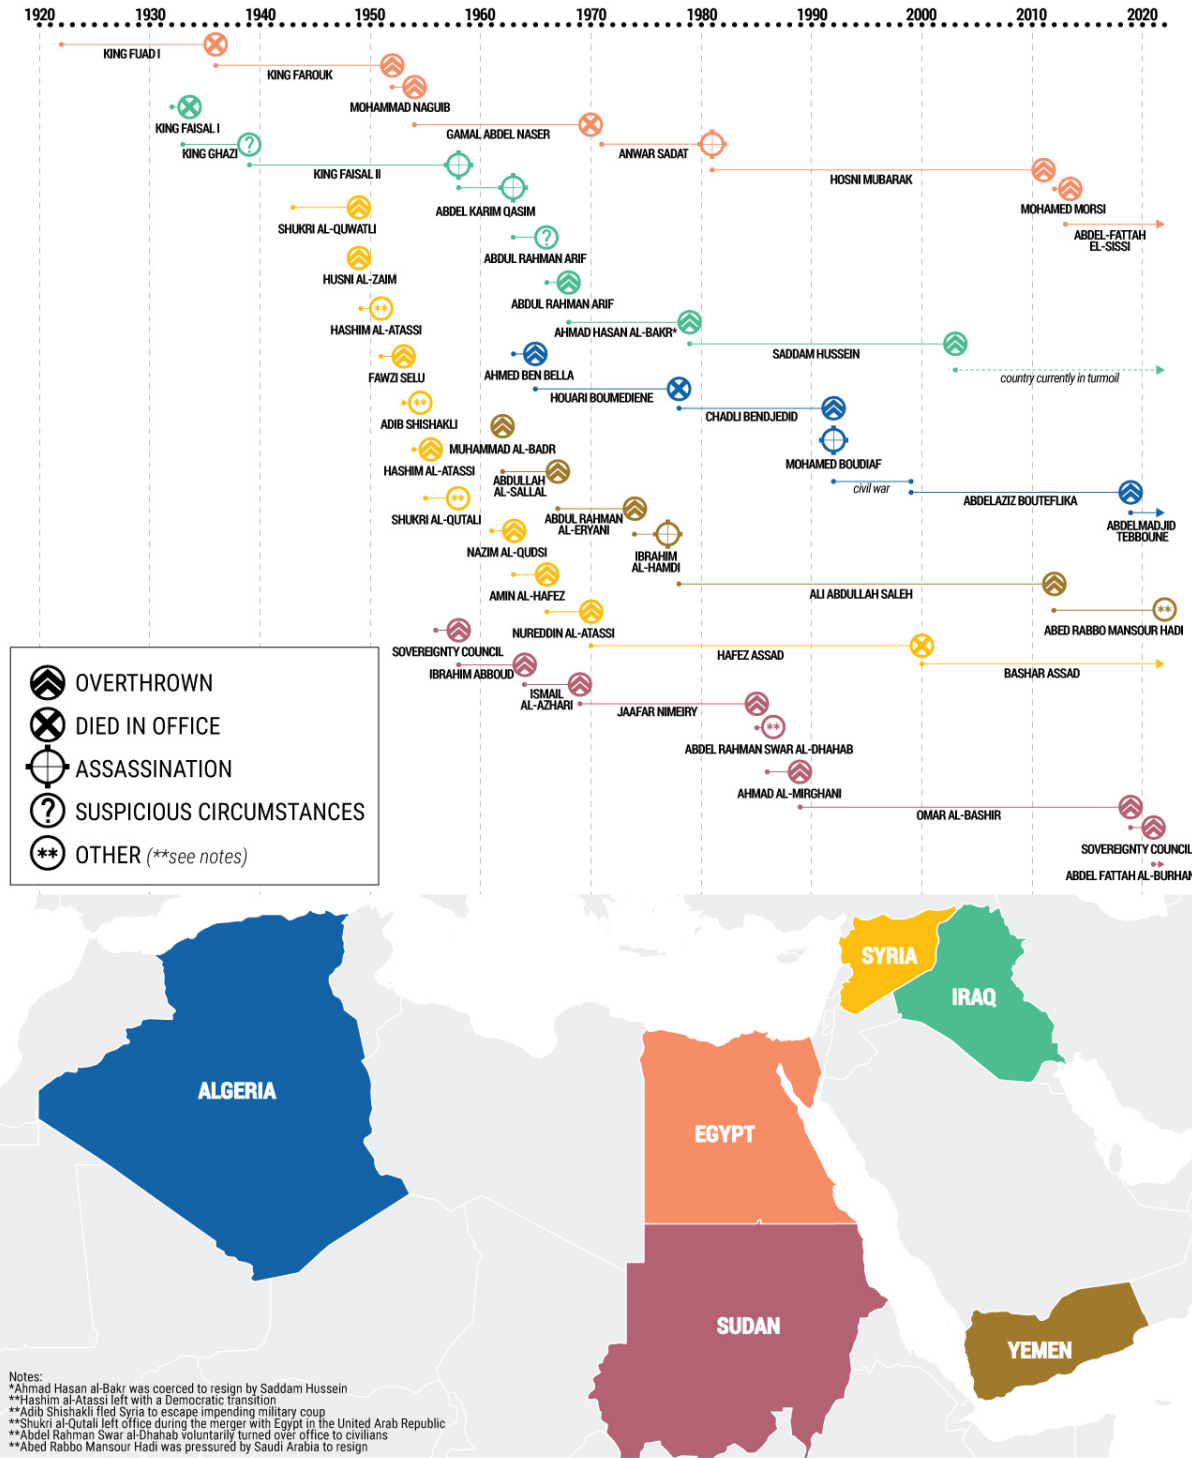 1920 1930 1940 1950 1960 1970 1980 1990 2000 2010 2020
KING FUAD I
KING FAROUK
MOHAMMAD NAGUIB
KING FAISAL I
GAMAL ABDEL NASER
KING GHAZI
?
ANWAR SADAT
KING FAISAL II
HOSNI MUBARAK
ABDEL KARIM QASIM
MOHAMED MORSI
SHUKRI AL-QUWATLI
ABDEL-FATTAH
EL-SISSI
?
ABDUL RAHMAN ARIF
HUSNI AL-ZAIM
ABDUL RAHMAN ARIF
**
HASHIM AL-ATASSI
AHMAD HASAN AL-BAKR*
SADDAM HUSSEIN
FAWZI SELU
AHMED BEN BELLA
country currently in turmoil
HOUARI BOUMEDIENE
**
ADIB SHISHAKLI
CHADLI BENDJEDID
MUHAMMAD AL-BADR
HASHIM AL-ATASSI
MOHAMED BOUDIAF
ABDULLAH
AL-SALLAL
civil war
**
SHUKRI AL-QUTALI
ABDELAZIZ BOUTEFLIKA
ABDUL RAHMAN
AL-ERYANI
ABDELMADJID
TEBBOUNE
NAZIM AL-QUDSI
IBRAHIM
AL-HAMDI
AMIN AL-HAFEZ
ALI ABDULLAH SALEH
**
NUREDDIN AL-ATASSI
ABED RABBO MANSOUR HADI
SOVEREIGNTY COUNCIL
HAFEZ ASSAD
IBRAHIM ABBOUD
BASHAR ASSAD
ISMAIL
AL-AZHARI
JAAFAR NIMEIRY
**
ABDEL RAHMAN SWAR AL-DHAHAB
AHMAD AL-MIRGHANI
OMAR AL-BASHIR
SOVEREIGNTY COUNCIL
ABDEL FATTAH AL-BURHAN
OVERTHROWN
DIED IN OFFICE
ASSASSINATION
? SUSPICIOUS CIRCUMSTANCES
** OTHER (**see notes)
SYRIA
IRAQ
ALGERIA
EGYPT
SUDAN
YEMEN
Notes:
*Ahmad Hasan al-Bakr was coerced to resign by Saddam Hussein
**Hashim al-Atassi left with a Democratic transition
**Adib Shishakli fled Syria to escape impending military coup
**Shukri al-Qutali left office during the merger with Egypt in the United Arab Republic
**Abdel Rahman Swar al-Dhahab voluntarily turned over office to civilians
**Abed Rabbo Mansour Hadi was pressured by Saudi Arabia to resign